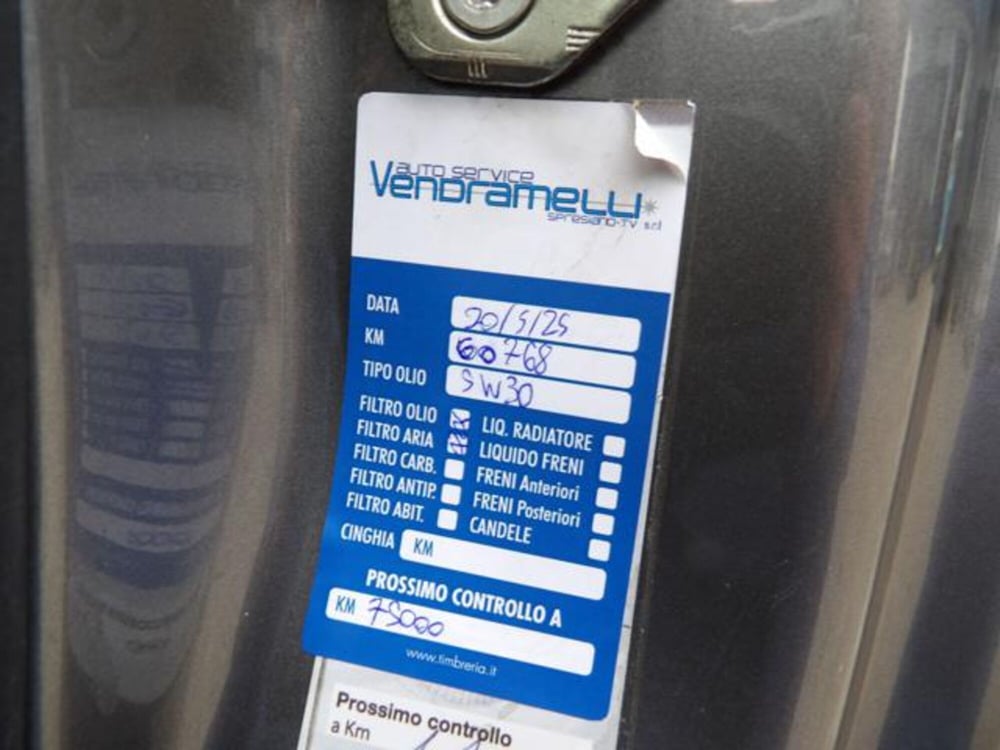 AUTO SERVICE
VENDRAMELLI
SPRESIANO-TV s.r.l
DATA 20/5/25
KM 60768
TIPO OLIO 5W30
FILTRO OLIO LIQ. RADIATORE
FILTRO ARIA LIQUIDO FRENI
FILTRO CARB. FRENI Anteriori
FILTRO ANTIP. FRENI Posteriori
FILTRO ABIT. CANDELE
CINGHIA KM
PROSSIMO CONTROLLO A
KM 75000
www.timbreria.it
Prossimo controllo
a Km